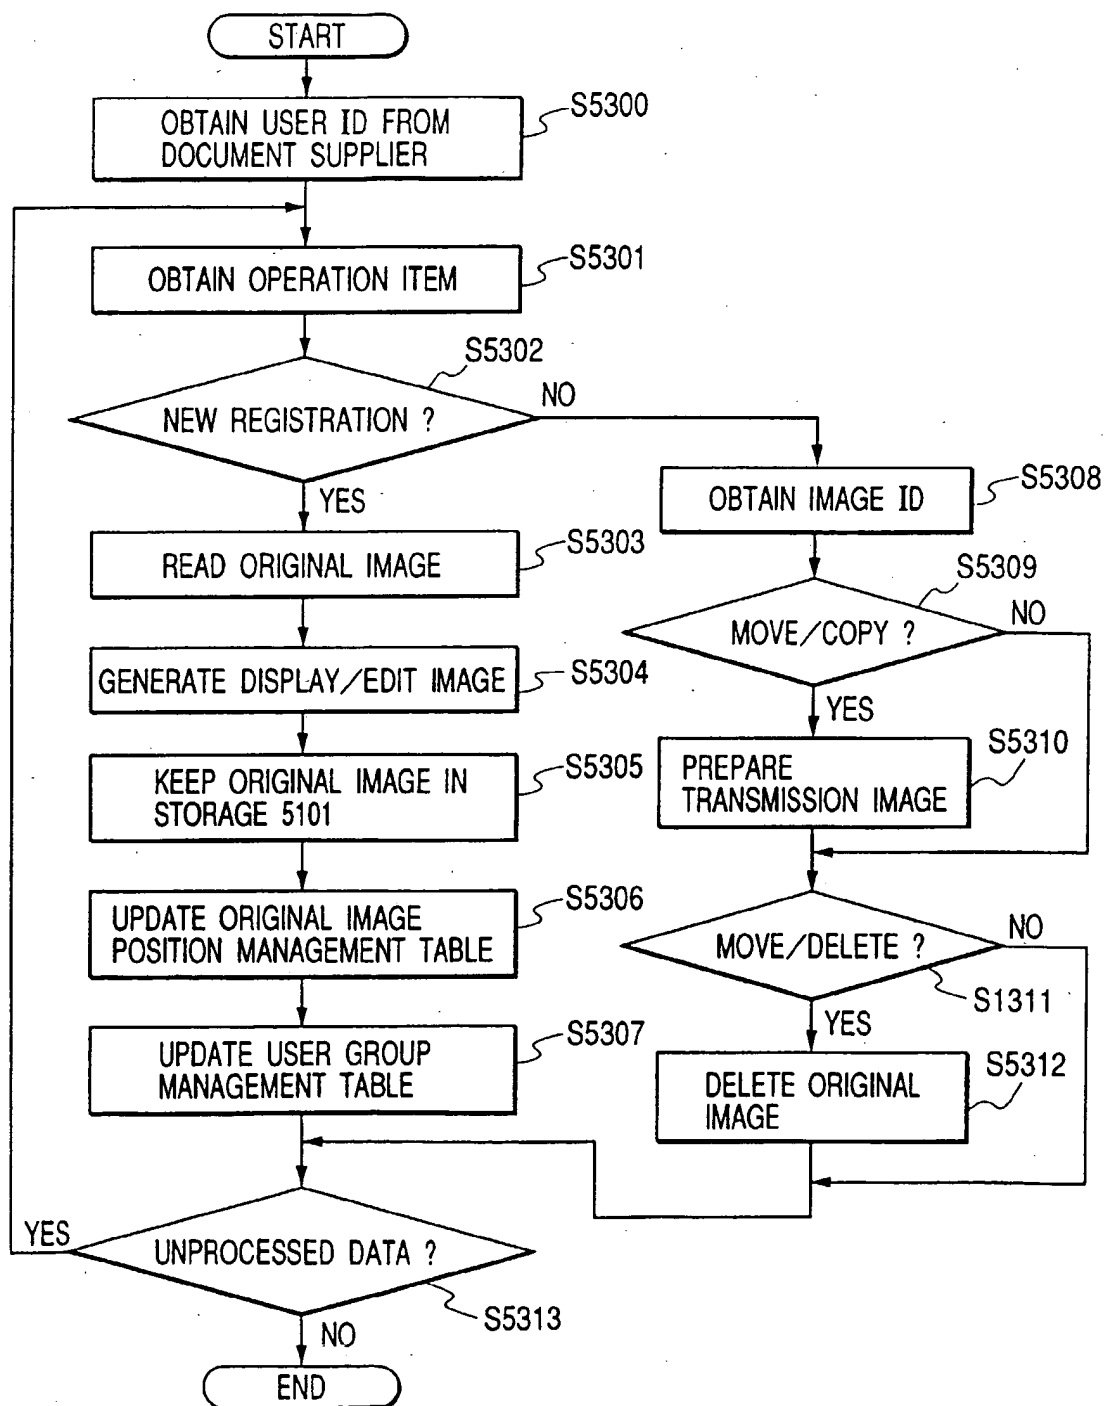 START
S5300
OBTAIN USER ID FROM
DOCUMENT SUPPLIER
S5301
OBTAIN OPERATION ITEM
S5302
NEW REGISTRATION ?
NO
YES
S5303
READ ORIGINAL IMAGE
S5304
GENERATE DISPLAY/EDIT IMAGE
S5305
KEEP ORIGINAL IMAGE IN
STORAGE 5101
S5306
UPDATE ORIGINAL IMAGE
POSITION MANAGEMENT TABLE
S5307
UPDATE USER GROUP
MANAGEMENT TABLE
S5308
OBTAIN IMAGE ID
S5309
MOVE/COPY ?
NO
YES
S5310
PREPARE
TRANSMISSION IMAGE
MOVE/DELETE ?
NO
S1311
YES
S5312
DELETE ORIGINAL
IMAGE
YES
UNPROCESSED DATA ?
S5313
NO
END